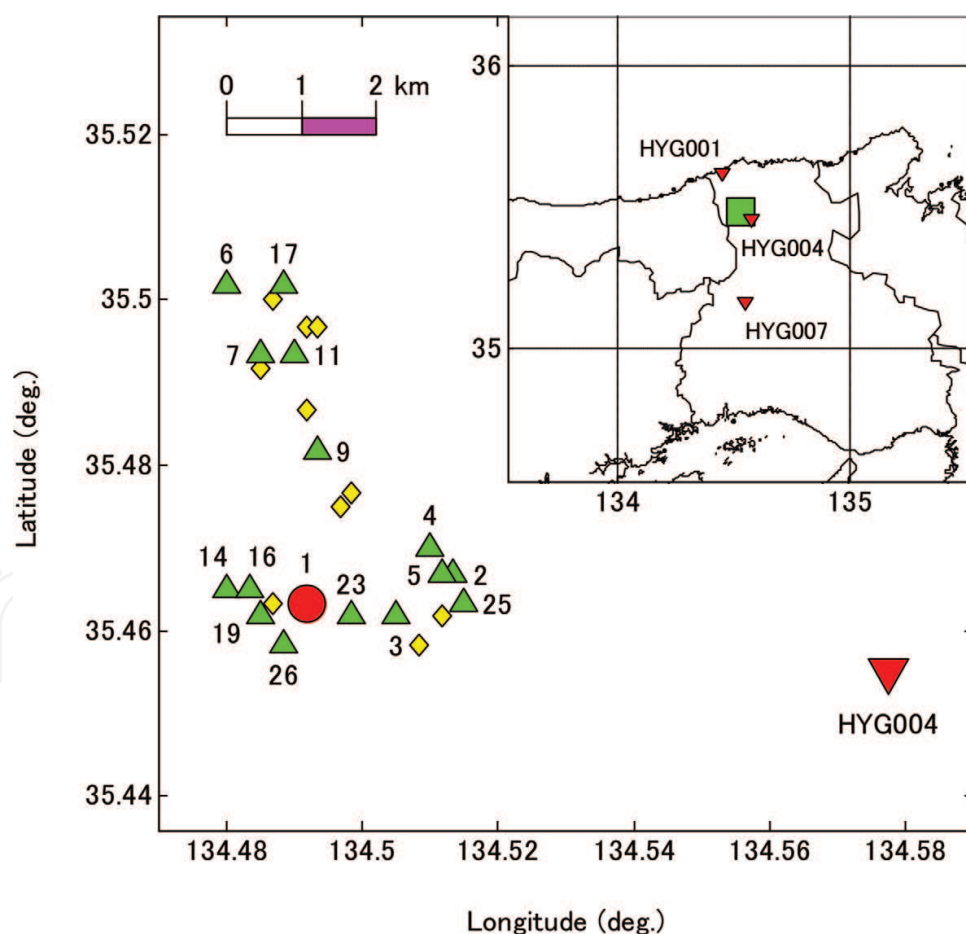 0 1 2 km
36
35
134 135
HYG001
HYG004
HYG007
35.52
35.5
35.48
35.46
35.44
6 17
7 11
9
4
14 16 1 23 5 2
25
19 3
26
HYG004
134.48 134.5 134.52 134.54 134.56 134.58
Latitude (deg.)
Longitude (deg.)